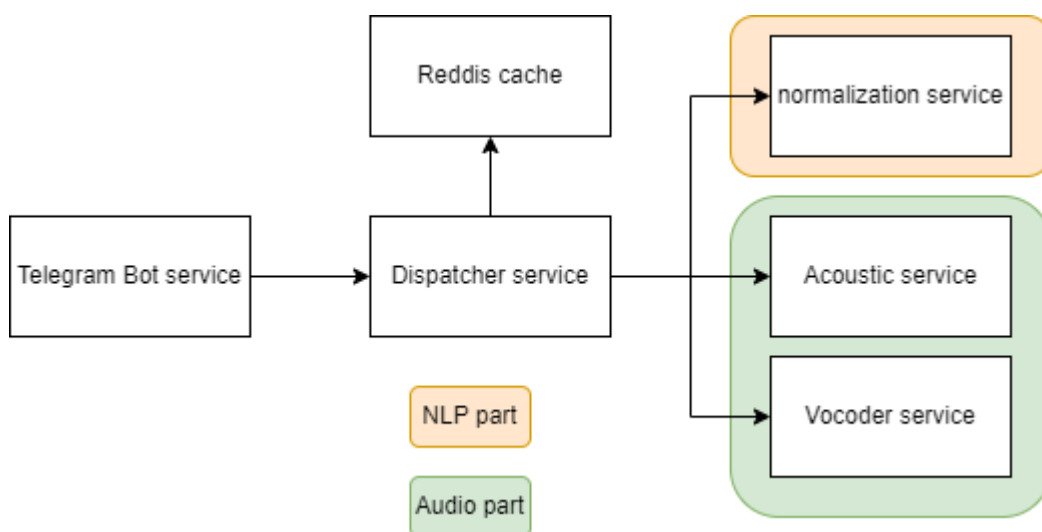 Reddis cache
normalization service
Telegram Bot service
Dispatcher service
Acoustic service
Vocoder service
NLP part
Audio part